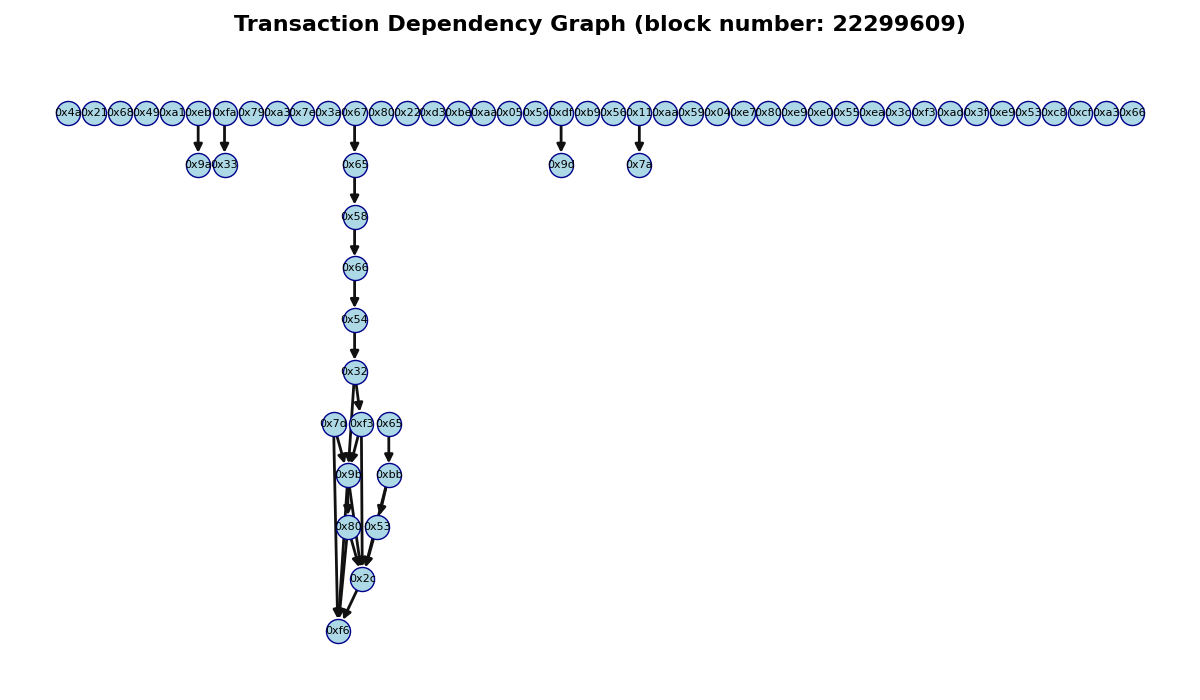 Transaction Dependency Graph (block number: 22299609)
0x4a 0x21 0x68 0x49 0xa1 0xeb 0xfa 0x79 0xa3 0x7e 0x3a 0x67 0x80 0x22 0xd3 0xbe 0xaa 0x05 0x5c 0xdf 0xb9 0x56 0x11 0xaa 0x59 0x04 0xe7 0x80 0xe9 0xe0 0x55 0xea 0x3c 0xf3 0xad 0x3f 0xe9 0x53 0xc8 0xcf 0xa3 0x66
0x9a 0x33 0x65 0x9c 0x7a
0x58
0x66
0x54
0x32
0x7d 0xf3 0x65
0x9b 0xbb
0x80 0x53
0x2c
0xf6